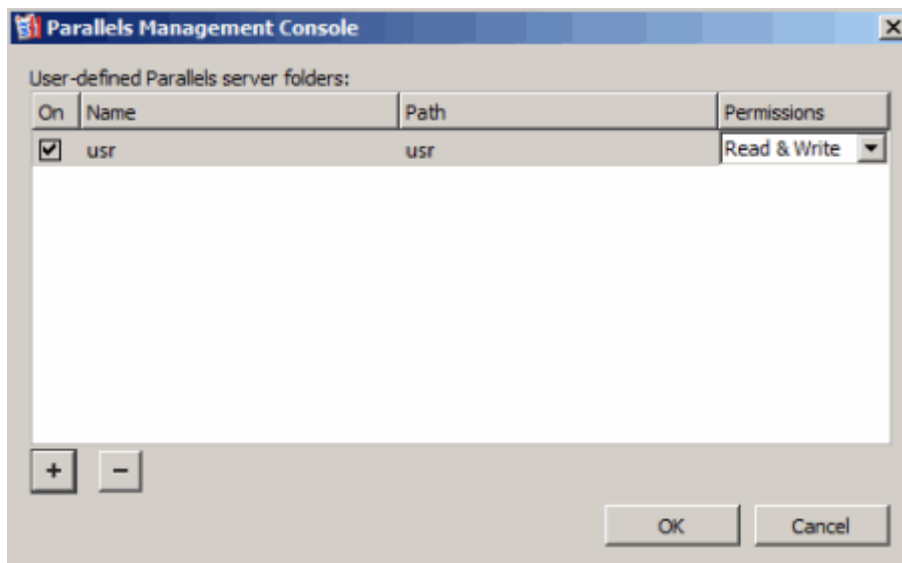 Parallels Management Console
User-defined Parallels server folders:
On Name Path Permissions
usr usr Read & Write
+ −
OK Cancel